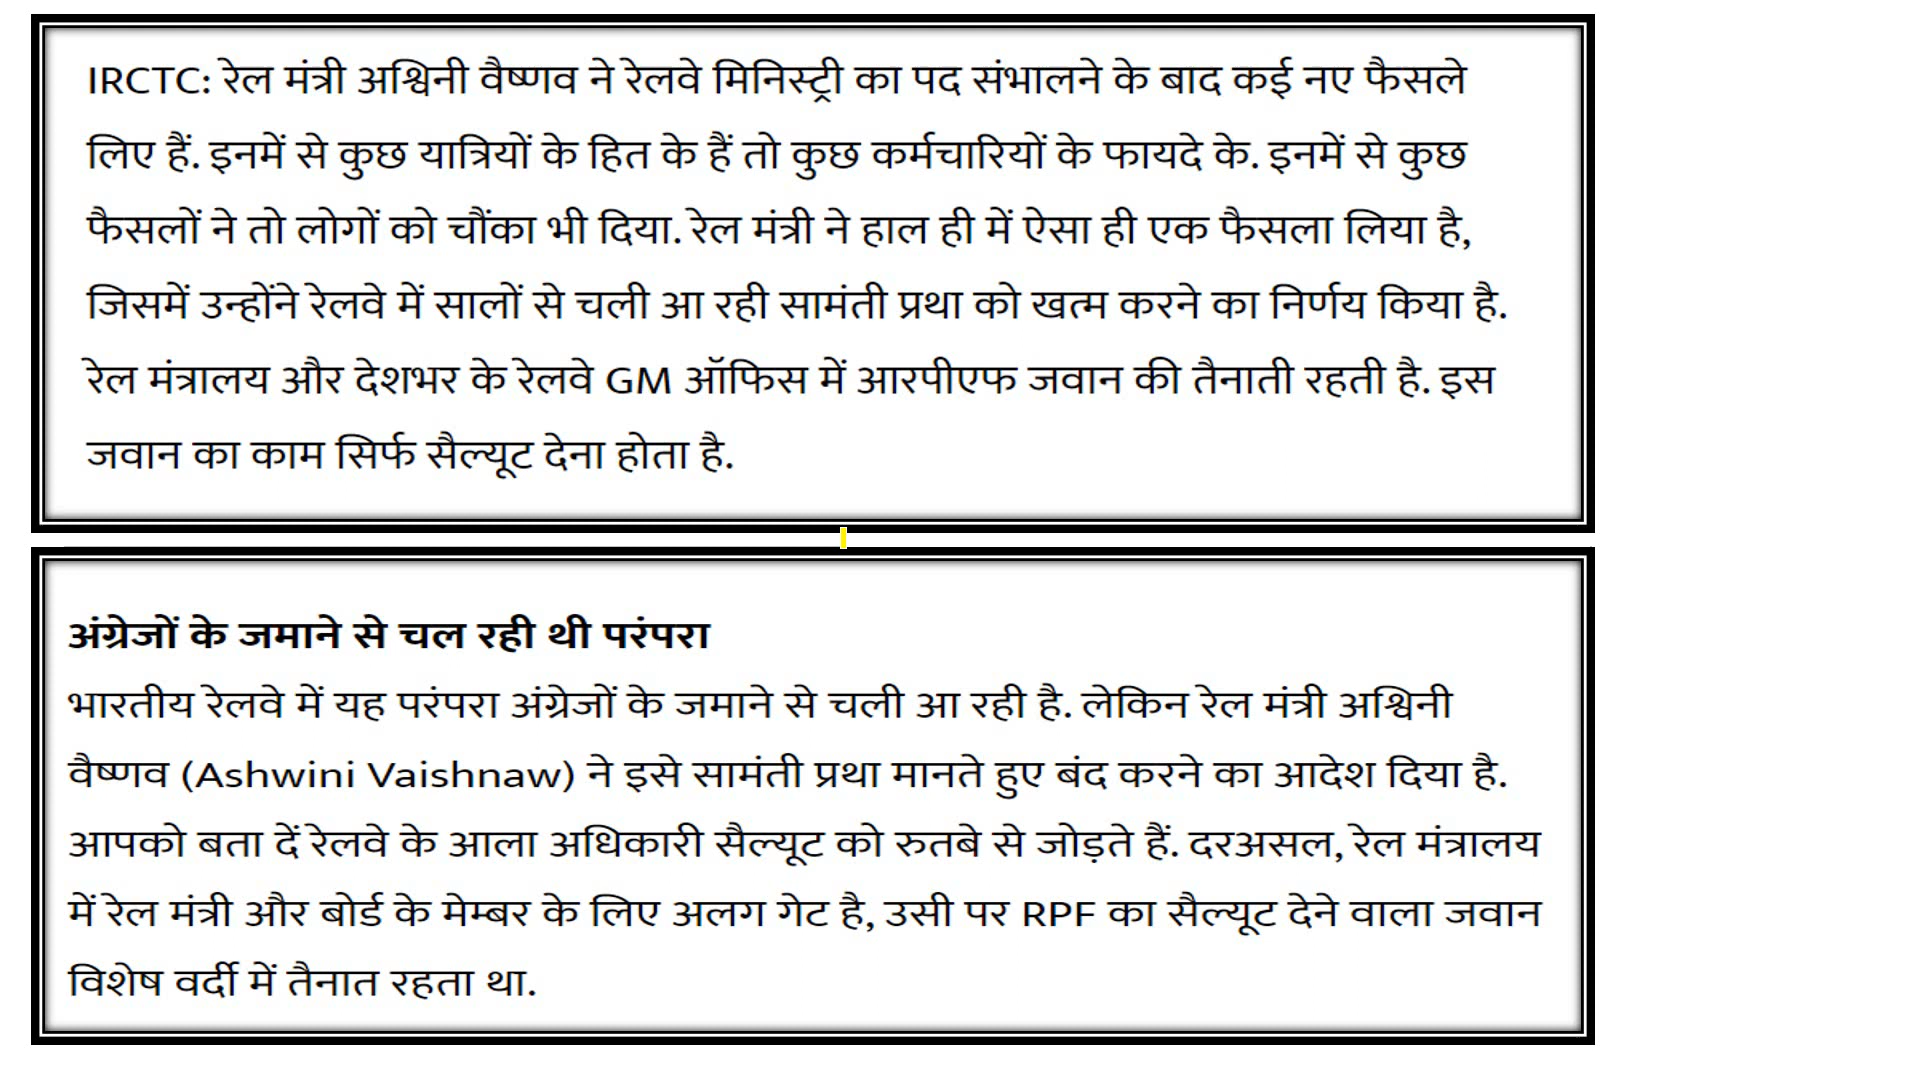 IRCTC: रेल मंत्री अश्विनी वैष्णव ने रेलवे मिनिस्ट्री का पद संभालने के बाद कई नए फैसले
लिए हैं. इनमें से कुछ यात्रियों के हित के हैं तो कुछ कर्मचारियों के फायदे के. इनमें से कुछ
फैसलों ने तो लोगों को चौंका भी दिया. रेल मंत्री ने हाल ही में ऐसा ही एक फैसला लिया है,
जिसमें उन्होंने रेलवे में सालों से चली आ रही सामंती प्रथा को खत्म करने का निर्णय किया है.
रेल मंत्रालय और देशभर के रेलवे GM ऑफिस में आरपीएफ जवान की तैनाती रहती है. इस
जवान का काम सिर्फ सैल्यूट देना होता है.
अंग्रेजों के जमाने से चल रही थी परंपरा
भारतीय रेलवे में यह परंपरा अंग्रेजों के जमाने से चली आ रही है. लेकिन रेल मंत्री अश्विनी
वैष्णव (Ashwini Vaishnaw) ने इसे सामंती प्रथा मानते हुए बंद करने का आदेश दिया है.
आपको बता दें रेलवे के आला अधिकारी सैल्यूट को रुतबे से जोड़ते हैं. दरअसल, रेल मंत्रालय
में रेल मंत्री और बोर्ड के मेम्बर के लिए अलग गेट है, उसी पर RPF का सैल्यूट देने वाला जवान
विशेष वर्दी में तैनात रहता था.